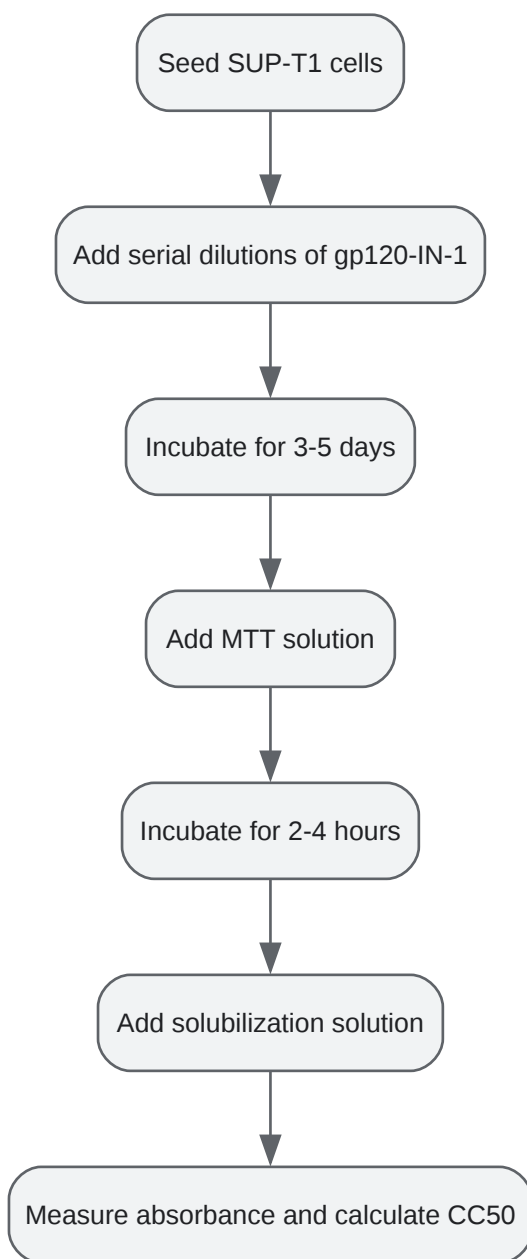 Seed SUP-T1 cells
Add serial dilutions of gp120-IN-1
Incubate for 3-5 days
Add MTT solution
Incubate for 2-4 hours
Add solubilization solution
Measure absorbance and calculate CC50